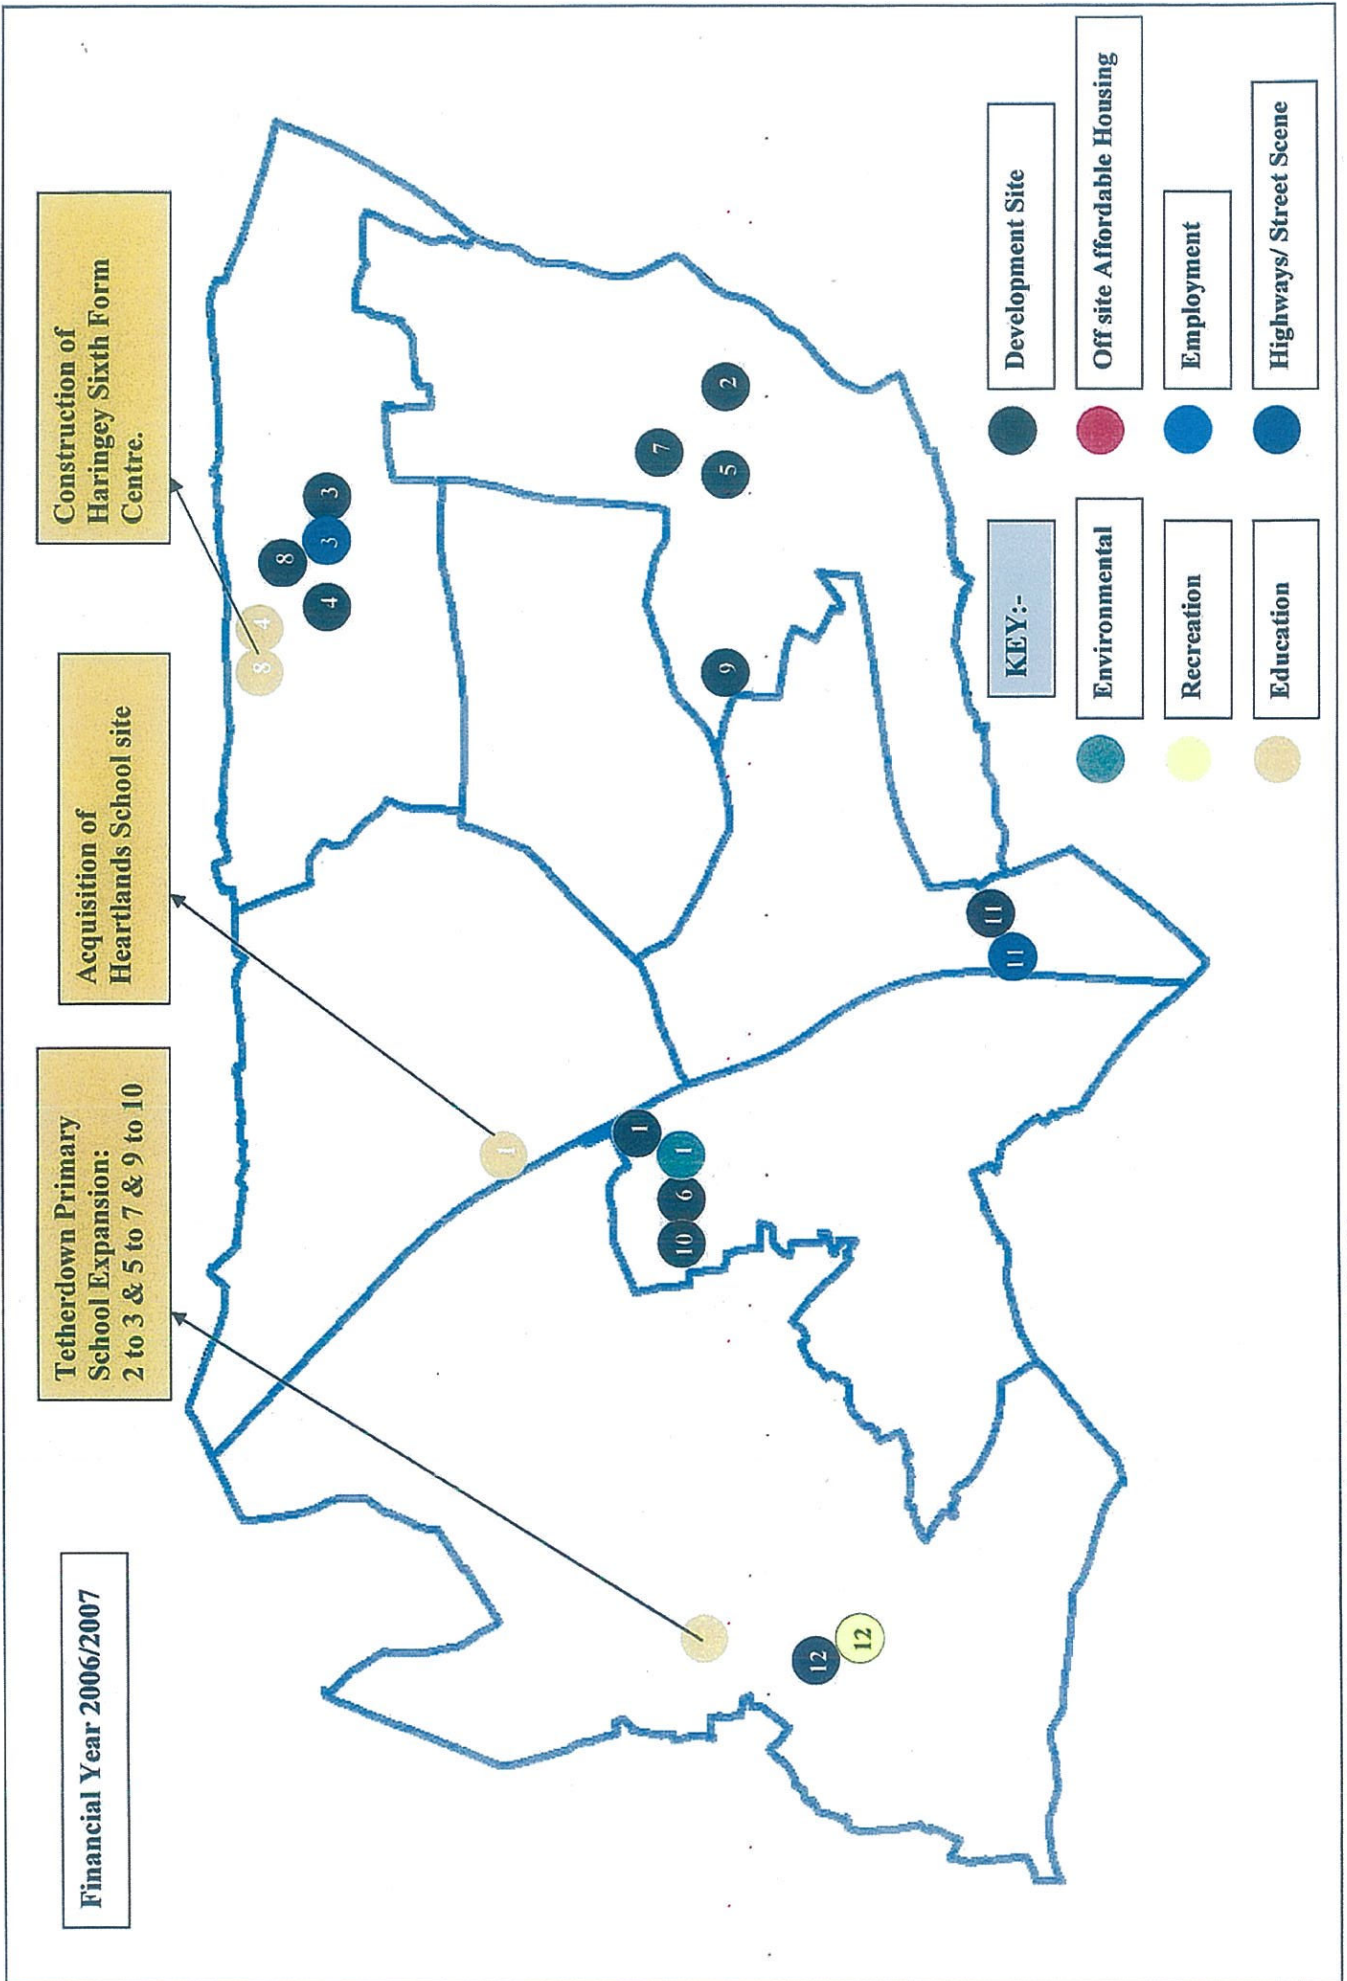 Financial Year 2006/2007
Tetherdown Primary
School Expansion:
2 to 3 & 5 to 7 & 9 to 10
Acquisition of
Heartlands School site
Construction of
Haringey Sixth Form
Centre.
8
4
8
4
3
3
1
7
5
2
9
1
1
6
10
12
12
11
11
KEY:-
Development Site
Environmental
Off site Affordable Housing
Recreation
Employment
Education
Highways/ Street Scene